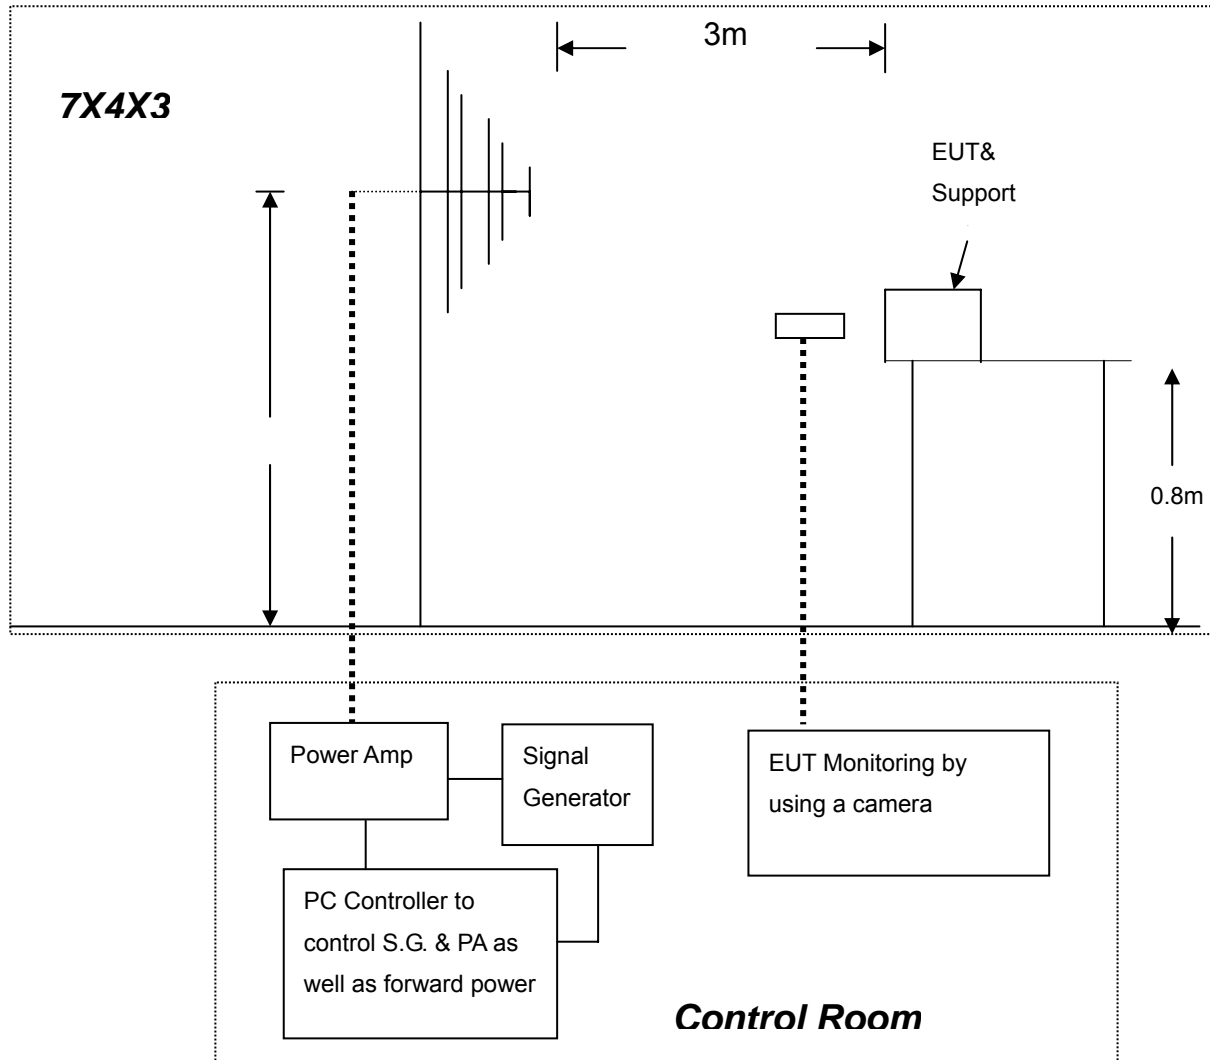 3m
7X4X3
EUT&
Support
0.8m
Power Amp
Signal
Generator
EUT Monitoring by
using a camera
PC Controller to
control S.G. & PA as
well as forward power
Control Room